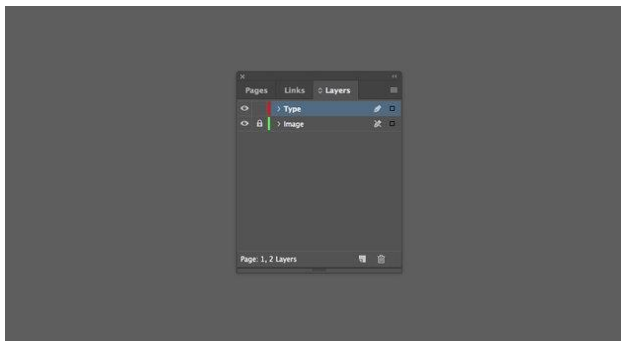 Pages Links Layers
Type
Image
Page: 1, 2 Layers